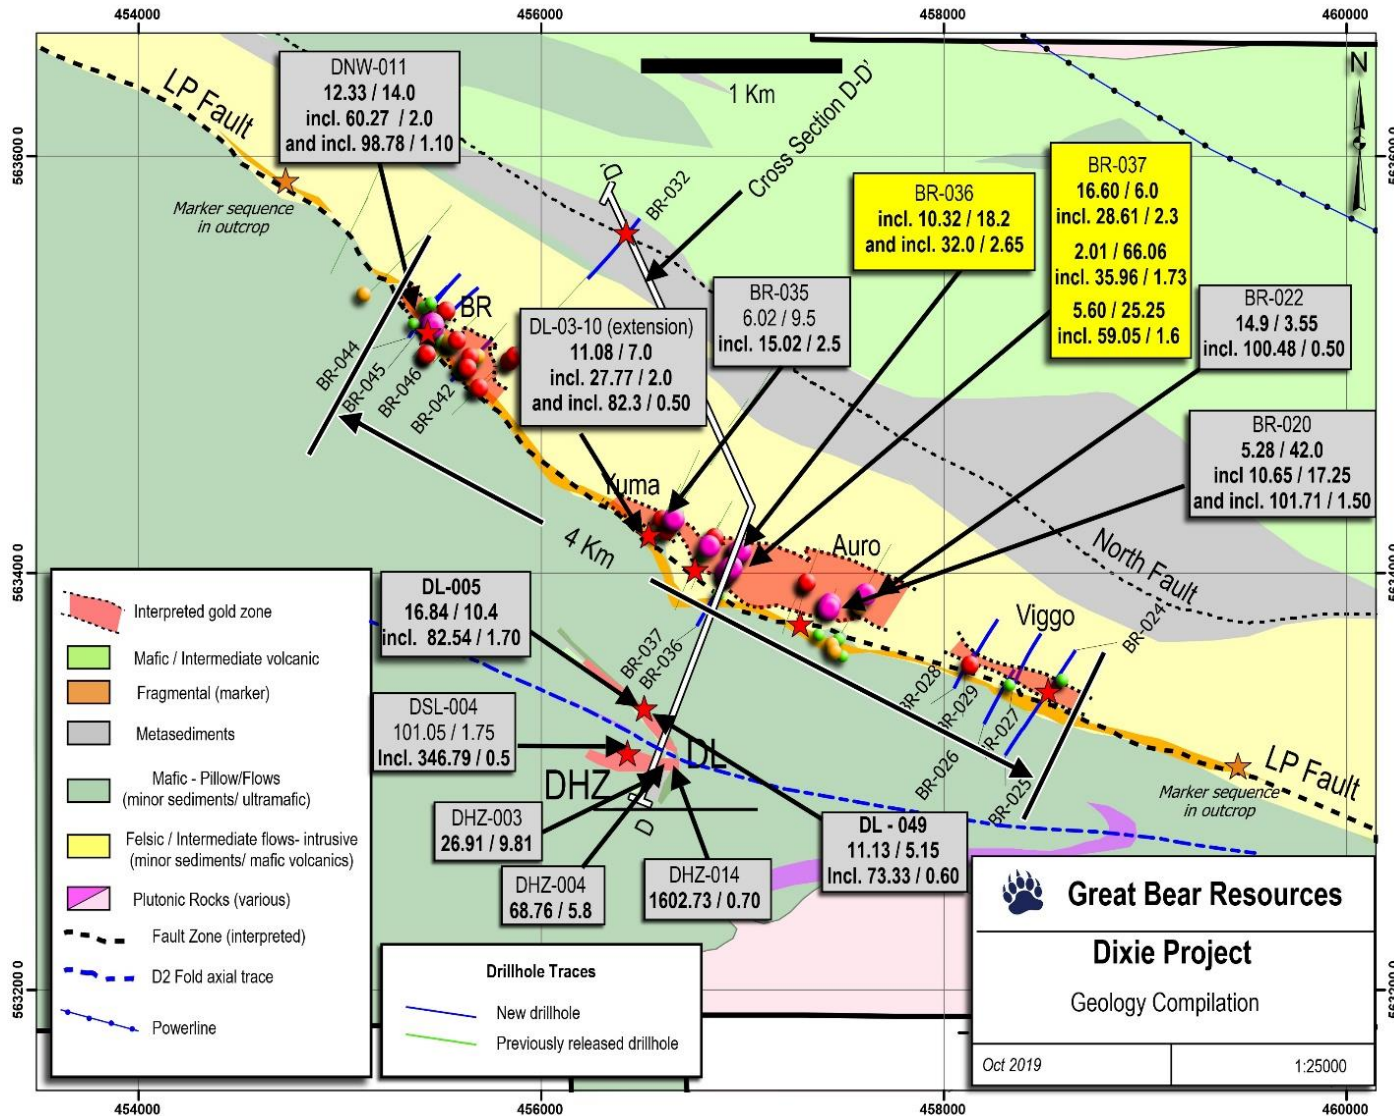 454000
456000
458000
460000
LP Fault
DNW-011
12.33 / 14.0
incl. 60.27 / 2.0
and incl. 98.78 / 1.10
1 Km
Cross Section D-D'
N
5636000
Marker sequence
in outcrop
D'
BR-032
BR-036
incl. 10.32 / 18.2
and incl. 32.0 / 2.65
BR-037
16.60 / 6.0
incl. 28.61 / 2.3
2.01 / 66.06
incl. 35.96 / 1.73
5.60 / 25.25
incl. 59.05 / 1.6
BR-035
6.02 / 9.5
incl. 15.02 / 2.5
BR-022
14.9 / 3.55
incl. 100.48 / 0.50
DL-03-10 (extension)
11.08 / 7.0
incl. 27.77 / 2.0
and incl. 82.3 / 0.50
BR
BR-044
BR-045
BR-046
BR-042
BR-020
5.28 / 42.0
incl 10.65 / 17.25
and incl. 101.71 / 1.50
Yuma
4 Km
Auro
North Fault
Viggo
BR-024
BR-037
BR-036
BR-028
BR-029
BR-027
BR-026
BR-025
LP Fault
Marker sequence
in outcrop
DL-005
16.84 / 10.4
incl. 82.54 / 1.70
DSL-004
101.05 / 1.75
Incl. 346.79 / 0.5
DL
DHZ
D
DHZ-003
26.91 / 9.81
DHZ-004
68.76 / 5.8
DHZ-014
1602.73 / 0.70
DL - 049
11.13 / 5.15
Incl. 73.33 / 0.60
Interpreted gold zone
Mafic / Intermediate volcanic
Fragmental (marker)
Metasediments
Mafic - Pillow/Flows
(minor sediments/ ultramafic)
Felsic / Intermediate flows- intrusive
(minor sediments/ mafic volcanics)
Plutonic Rocks (various)
Fault Zone (interpreted)
D2 Fold axial trace
Powerline
Drillhole Traces
New drillhole
Previously released drillhole
Great Bear Resources
Dixie Project
Geology Compilation
Oct 2019
1:25000
454000
456000
458000
460000